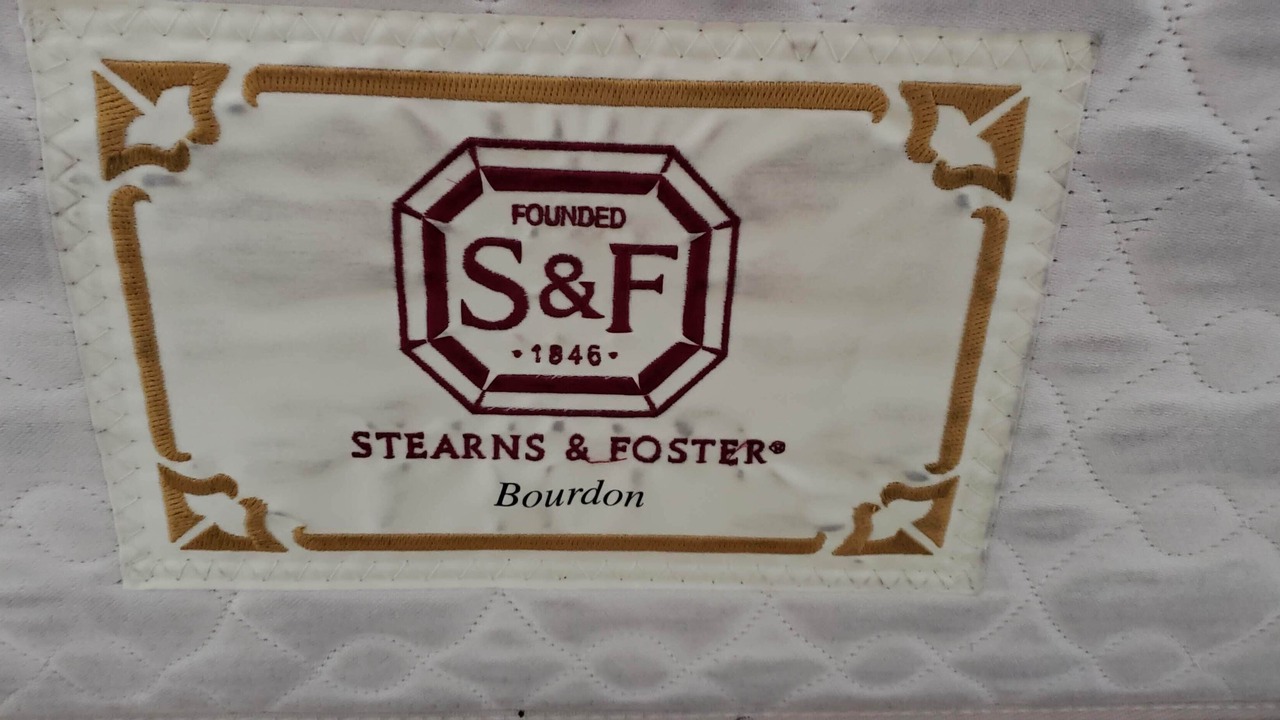 FOUNDED
S&F
·1846·
STEARNS & FOSTER®
Bourdon